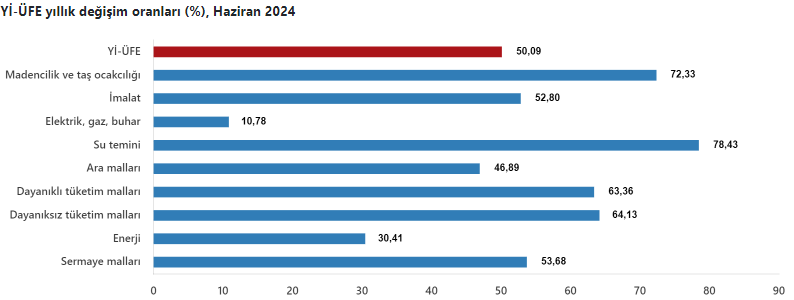 Yİ-ÜFE yıllık değişim oranları (%), Haziran 2024
Yİ-ÜFE 50,09
Madencilik ve taş ocakcılığı 72,33
İmalat 52,80
Elektrik, gaz, buhar 10,78
Su temini 78,43
Ara malları 46,89
Dayanıklı tüketim malları 63,36
Dayanıksız tüketim malları 64,13
Enerji 30,41
Sermaye malları 53,68
0 10 20 30 40 50 60 70 80 90